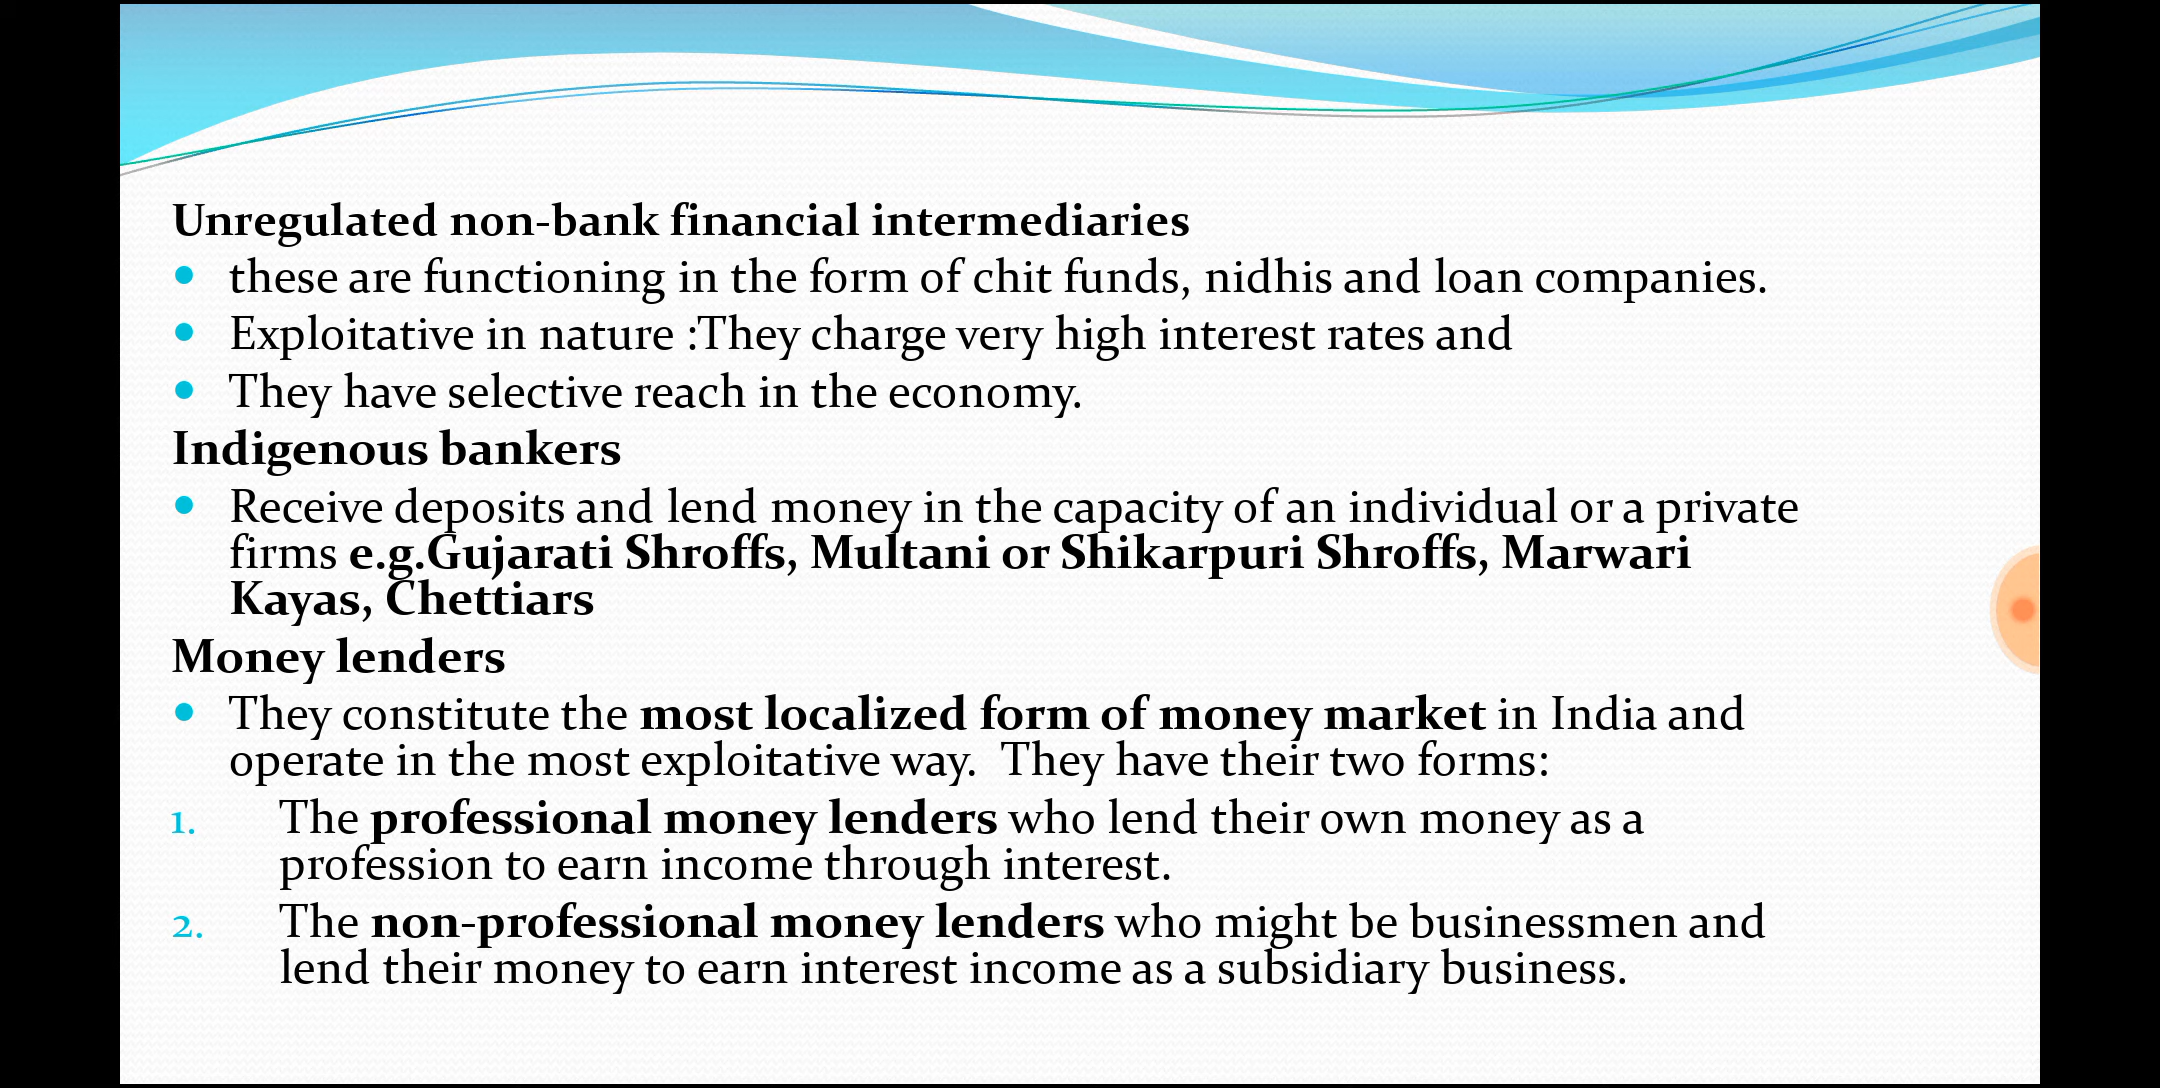 Unregulated non-bank financial intermediaries
• these are functioning in the form of chit funds, nidhis and loan companies.
• Exploitative in nature :They charge very high interest rates and
• They have selective reach in the economy.
Indigenous bankers
• Receive deposits and lend money in the capacity of an individual or a private
firms e.g.Gujarati Shroffs, Multani or Shikarpuri Shroffs, Marwari
Kayas, Chettiars
Money lenders
• They constitute the most localized form of money market in India and
operate in the most exploitative way.  They have their two forms:
1. The professional money lenders who lend their own money as a
profession to earn income through interest.
2. The non-professional money lenders who might be businessmen and
lend their money to earn interest income as a subsidiary business.